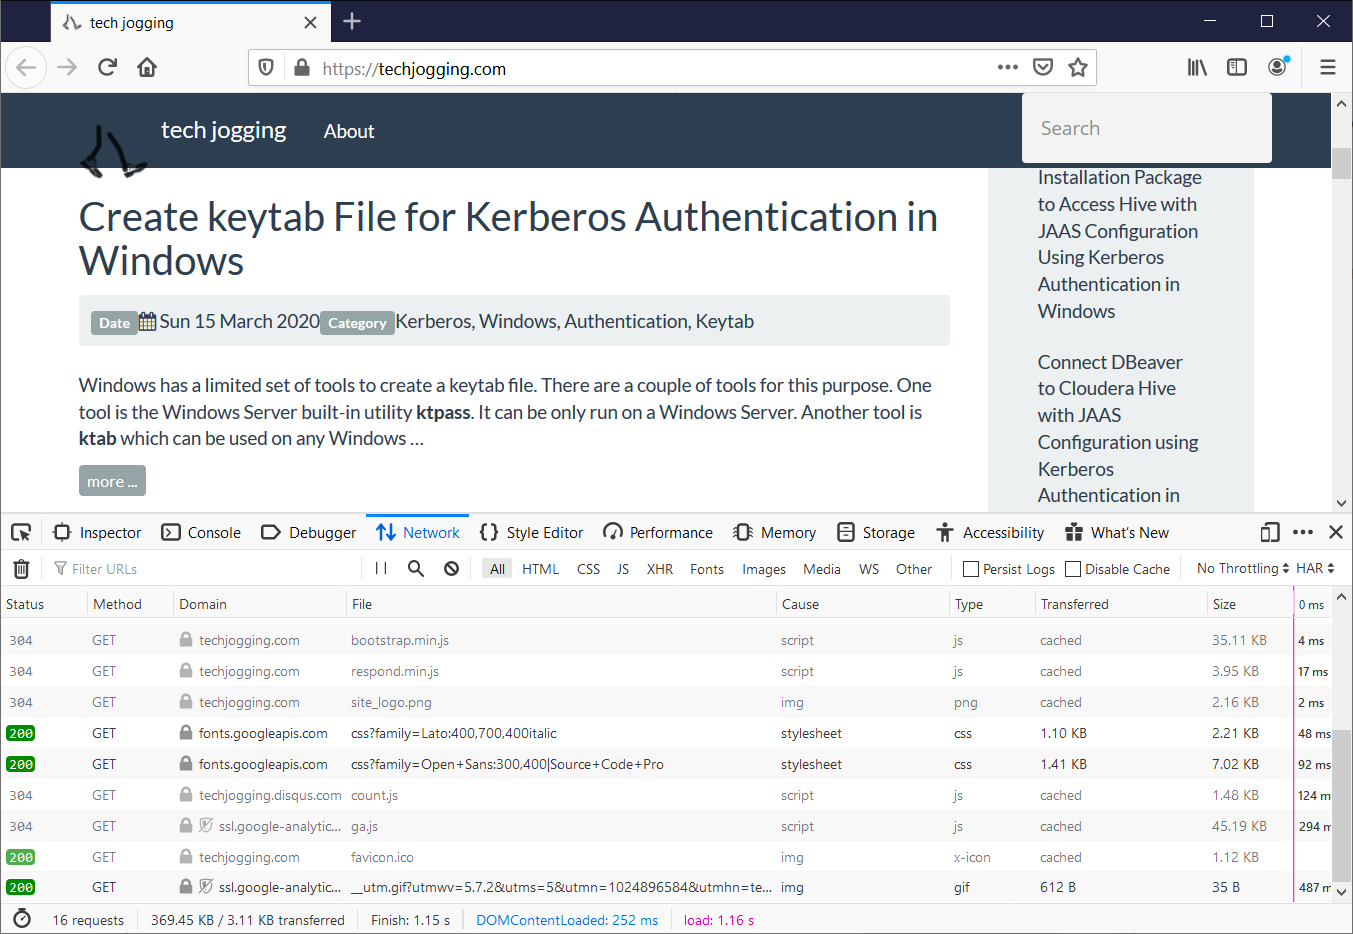 tech jogging
https://techjogging.com
tech jogging About Search
Create keytab File for Kerberos Authentication in
Windows
Date Sun 15 March 2020 Category Kerberos, Windows, Authentication, Keytab
Windows has a limited set of tools to create a keytab file. There are a couple of tools for this purpose. One
tool is the Windows Server built-in utility ktpass. It can be only run on a Windows Server. Another tool is
ktab which can be used on any Windows ...
more ...
Installation Package
to Access Hive with
JAAS Configuration
Using Kerberos
Authentication in
Windows
Connect DBeaver
to Cloudera Hive
with JAAS
Configuration using
Kerberos
Authentication in
Inspector Console Debugger Network Style Editor Performance Memory Storage Accessibility What's New
Filter URLs All HTML CSS JS XHR Fonts Images Media WS Other Persist Logs Disable Cache No Throttling HAR
Status Method Domain File Cause Type Transferred Size 0 ms
304 GET techjogging.com bootstrap.min.js script js cached 35.11 KB 4 ms
304 GET techjogging.com respond.min.js script js cached 3.95 KB 17 ms
304 GET techjogging.com site_logo.png img png cached 2.16 KB 2 ms
200 GET fonts.googleapis.com css?family=Lato:400,700,400italic stylesheet css 1.10 KB 2.21 KB 48 ms
200 GET fonts.googleapis.com css?family=Open+Sans:300,400|Source+Code+Pro stylesheet css 1.41 KB 7.02 KB 92 ms
304 GET techjogging.disqus.com count.js script js cached 1.48 KB 124 m
304 GET ssl.google-analytic... ga.js script js cached 45.19 KB 294 m
200 GET techjogging.com favicon.ico img x-icon cached 1.12 KB
200 GET ssl.google-analytic... __utm.gif?utmwv=5.7.2&utms=5&utmn=1024896584&utmhn=te... img gif 612 B 35 B 487 m
16 requests 369.45 KB / 3.11 KB transferred Finish: 1.15 s DOMContentLoaded: 252 ms load: 1.16 s